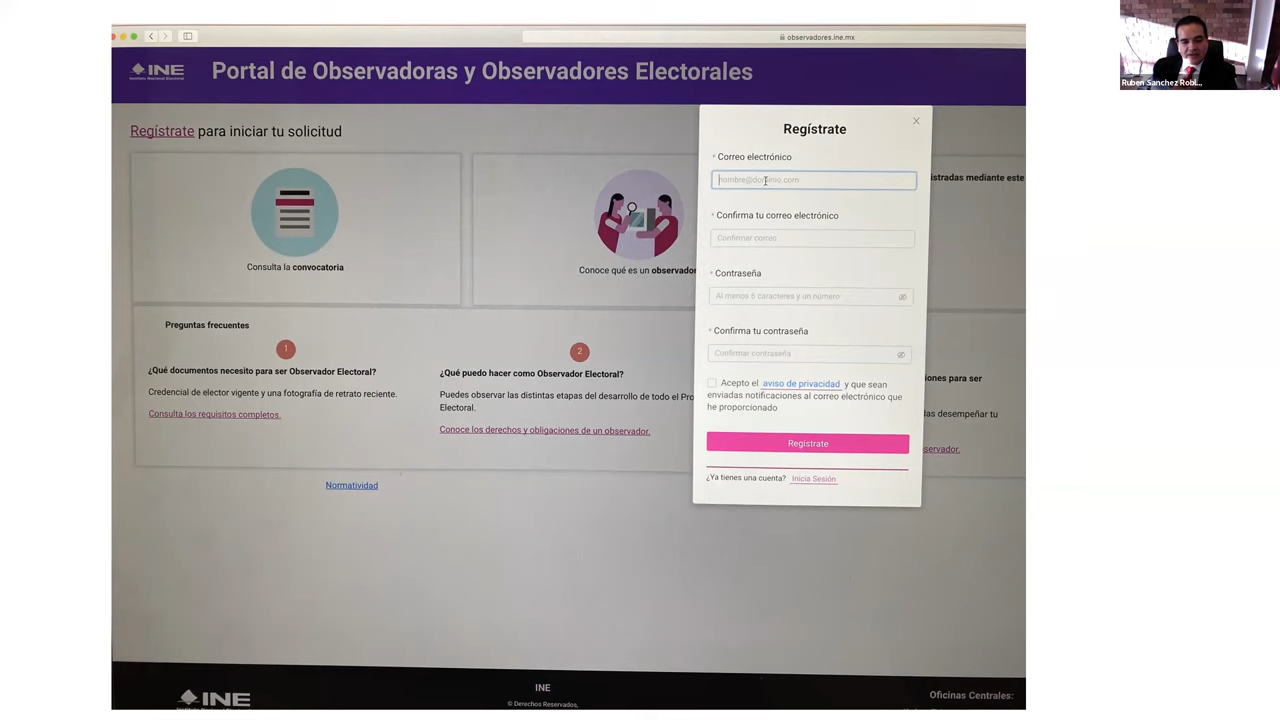 observadores.ine.mx
INE
Instituto Nacional Electoral
Portal de Observadoras y Observadores Electorales
Regístrate para iniciar tu solicitud
Consulta la convocatoria
Conoce qué es un observador
istradas mediante este
Preguntas frecuentes
1
¿Qué documentos necesito para ser Observador Electoral?
Credencial de elector vigente y una fotografía de retrato reciente.
Consulta los requisitos completos.
2
¿Qué puedo hacer como Observador Electoral?
Puedes observar las distintas etapas del desarrollo de todo el Pro
Electoral.
Conoce los derechos y obligaciones de un observador.
iones para ser
das desempeñar tu
servador.
Normatividad
Regístrate
* Correo electrónico
nombre@dominio.com
* Confirma tu correo electrónico
Confirmar correo
* Contraseña
Al menos 6 caracteres y un número
* Confirma tu contraseña
Confirmar contraseña
Acepto el aviso de privacidad y que sean
enviadas notificaciones al correo electrónico que
he proporcionado
Regístrate
¿Ya tienes una cuenta? Inicia Sesión
INE
INE
© Derechos Reservados,
Oficinas Centrales:
Ruben Sanchez Robl...